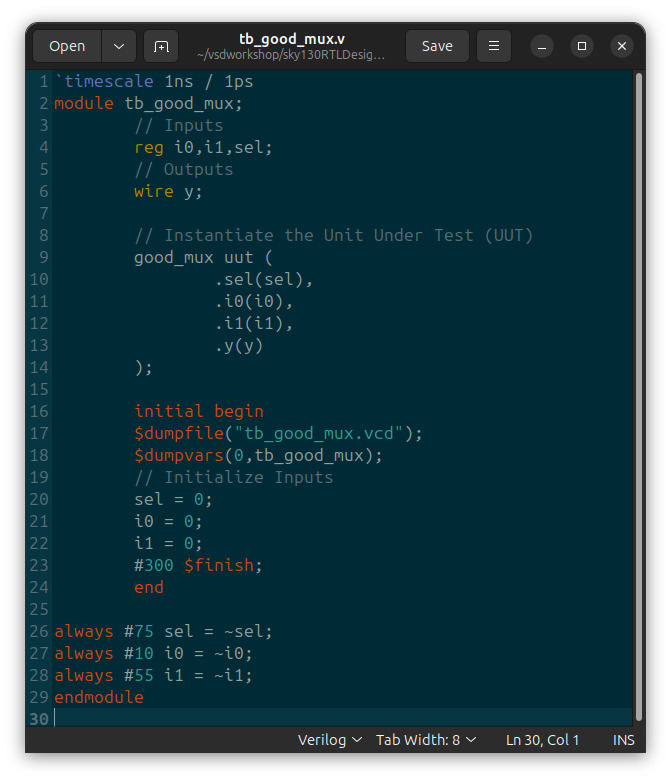 Open
tb_good_mux.v
~/vsdworkshop/sky130RTLDesig...
Save
1 `timescale 1ns / 1ps
2 module tb_good_mux;
3         // Inputs
4         reg i0,i1,sel;
5         // Outputs
6         wire y;
7
8         // Instantiate the Unit Under Test (UUT)
9         good_mux uut (
10                 .sel(sel),
11                 .i0(i0),
12                 .i1(i1),
13                 .y(y)
14         );
15
16         initial begin
17         $dumpfile("tb_good_mux.vcd");
18         $dumpvars(0,tb_good_mux);
19         // Initialize Inputs
20         sel = 0;
21         i0 = 0;
22         i1 = 0;
23         #300 $finish;
24         end
25
26 always #75 sel = ~sel;
27 always #10 i0 = ~i0;
28 always #55 i1 = ~i1;
29 endmodule
30
Verilog Tab Width: 8 Ln 30, Col 1 INS